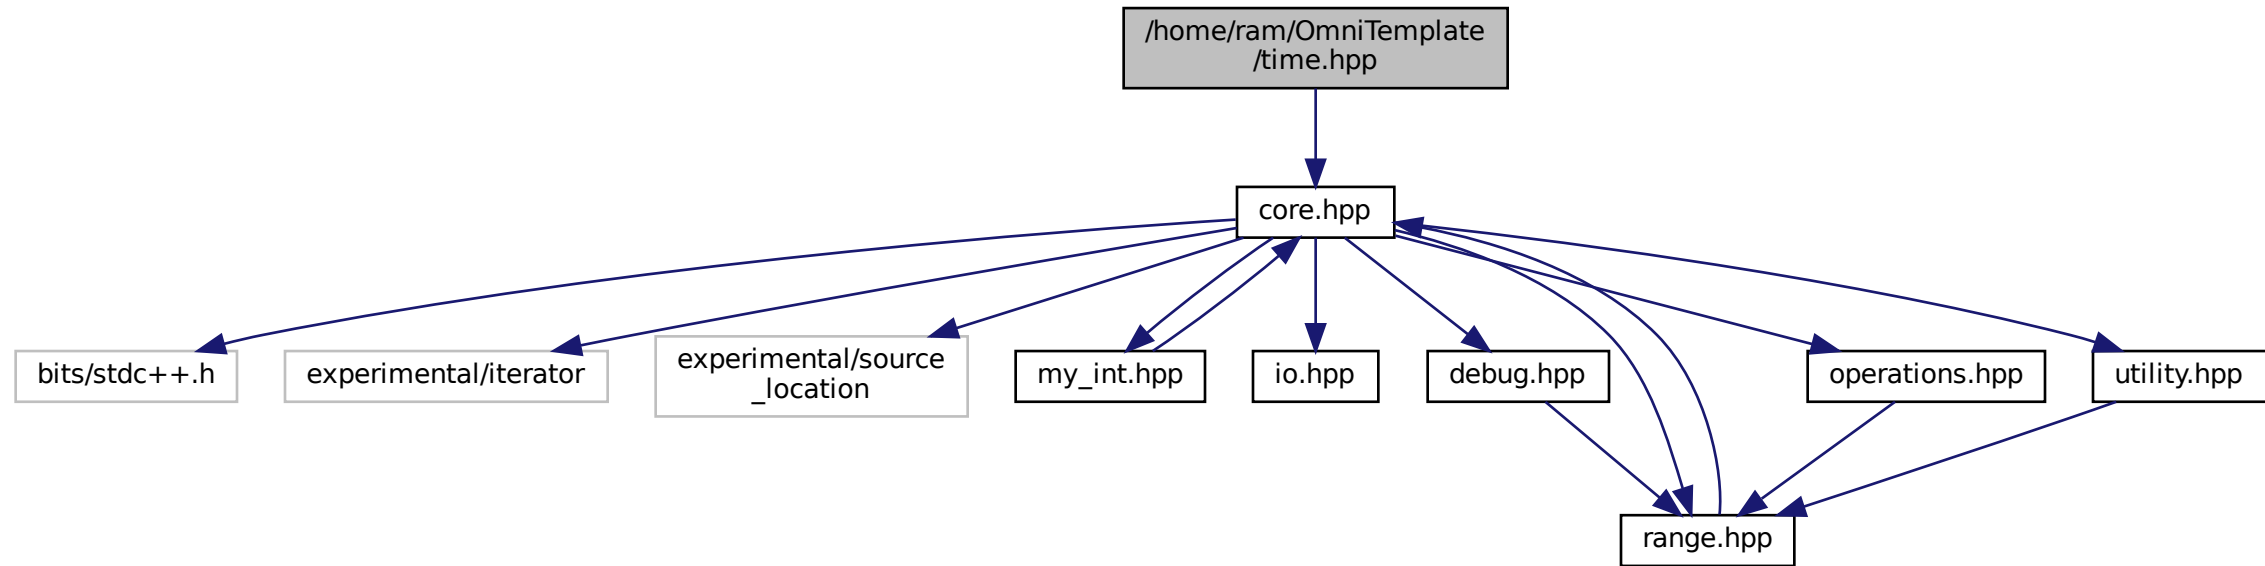 /home/ram/OmniTemplate
/time.hpp
core.hpp
bits/stdc++.h
experimental/iterator
experimental/source
_location
my_int.hpp
io.hpp
debug.hpp
operations.hpp
utility.hpp
range.hpp